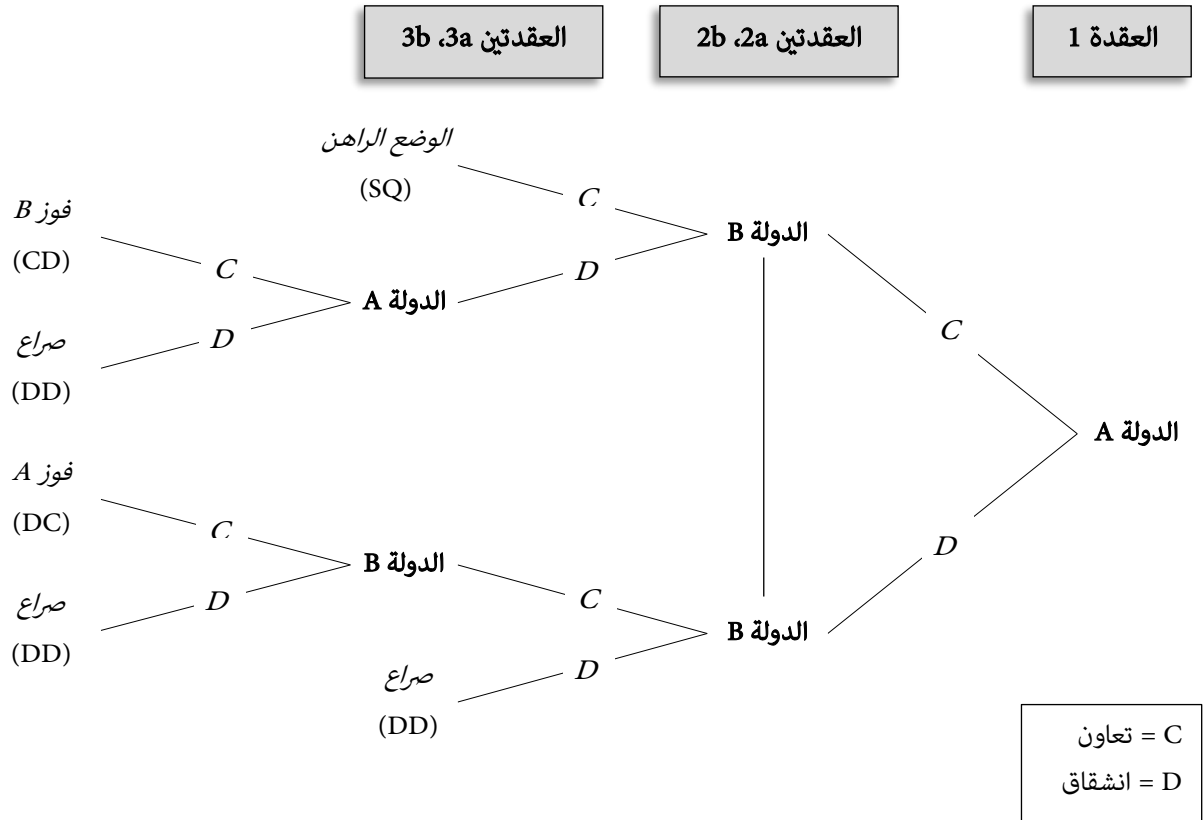 العقدة 1
العقدتين 2a، 2b
العقدتين 3a، 3b
الوضع الراهن
(SQ)
C
فوز B
(CD)
C
الدولة B
D
الدولة A
صراع
(DD)
D
C
الدولة A
فوز A
(DC)
C
الدولة B
D
صراع
(DD)
D
C
الدولة B
صراع
(DD)
D
C = تعاون
D = انشقاق